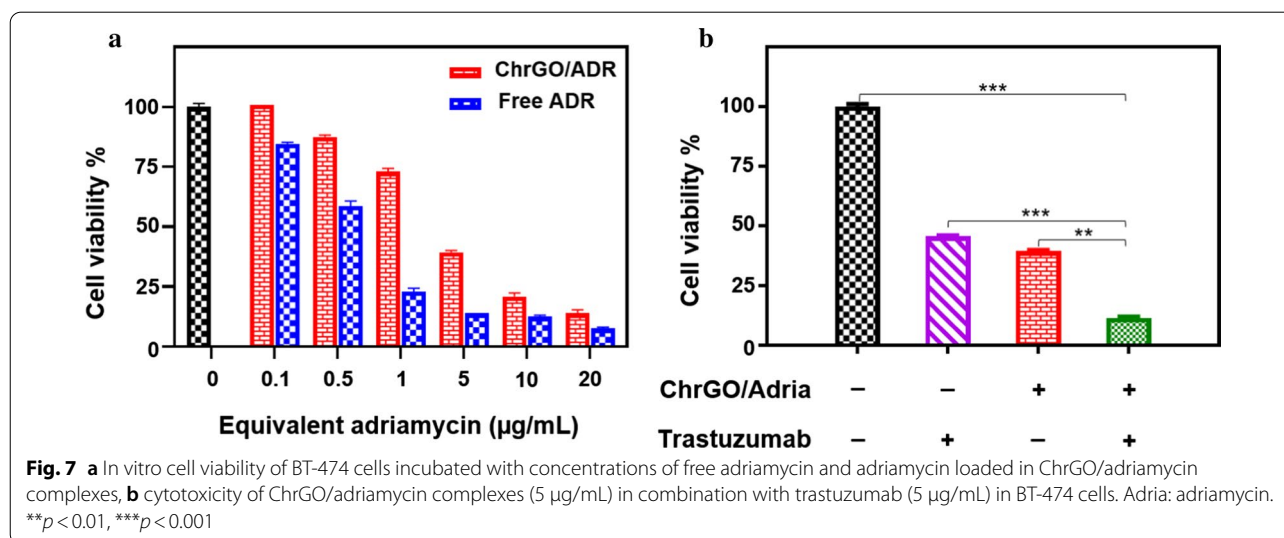 a
b
ChrGO/ADR
Free ADR
Cell viability %
100
75
50
25
0
0 0.1 0.5 1 5 10 20
Equivalent adriamycin (µg/mL)
***
***
**
Cell viability %
100
75
50
25
0
ChrGO/Adria – – + +
Trastuzumab – + – +
Fig. 7 a In vitro cell viability of BT-474 cells incubated with concentrations of free adriamycin and adriamycin loaded in ChrGO/adriamycin
complexes, b cytotoxicity of ChrGO/adriamycin complexes (5 µg/mL) in combination with trastuzumab (5 µg/mL) in BT-474 cells. Adria: adriamycin.
**p < 0.01, ***p < 0.001